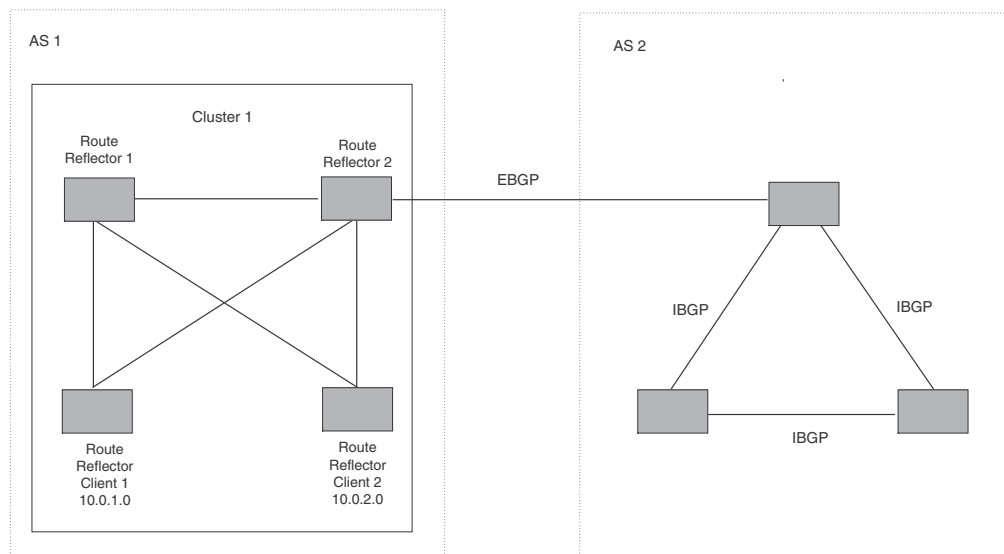 AS 1
AS 2
Cluster 1
Route
Reflector 1
Route
Reflector 2
EBGP
IBGP
IBGP
IBGP
Route
Reflector
Client 1
10.0.1.0
Route
Reflector
Client 2
10.0.2.0